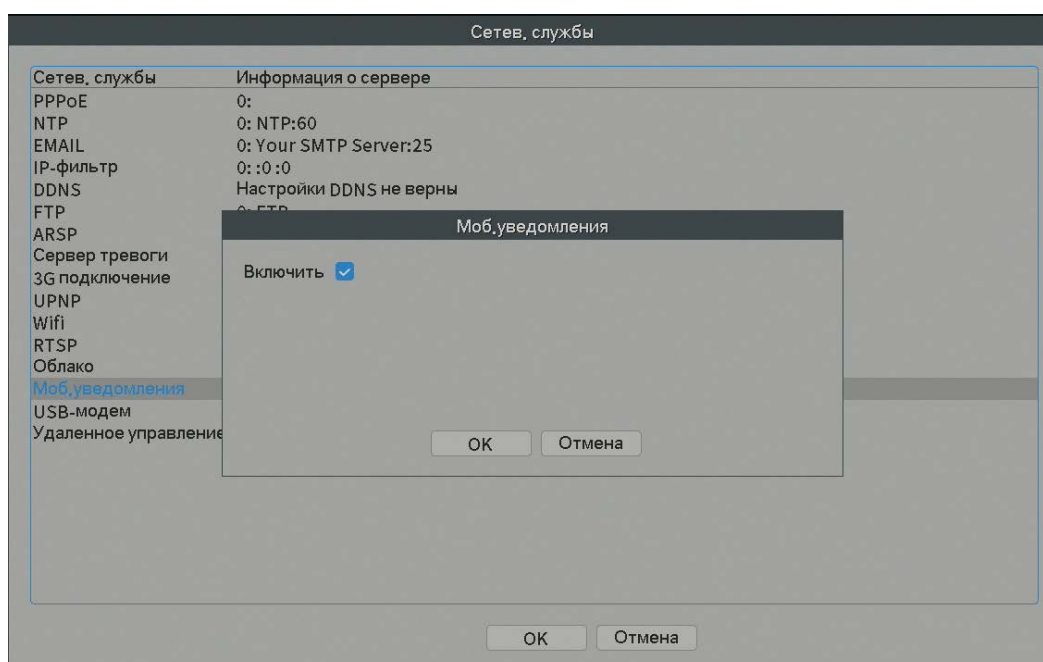 Сетев. службы
Сетев. службы Информация о сервере
PPPoE 0:
NTP 0: NTP:60
EMAIL 0: Your SMTP Server:25
IP-фильтр 0: :0 :0
DDNS Настройки DDNS не верны
FTP 0: FTP
ARSP
Сервер тревоги
3G подключение
UPNP
Wifi
RTSP
Облако
Моб.уведомления
USB-модем
Удаленное управление
Моб.уведомления
Включить
OK Отмена
OK Отмена